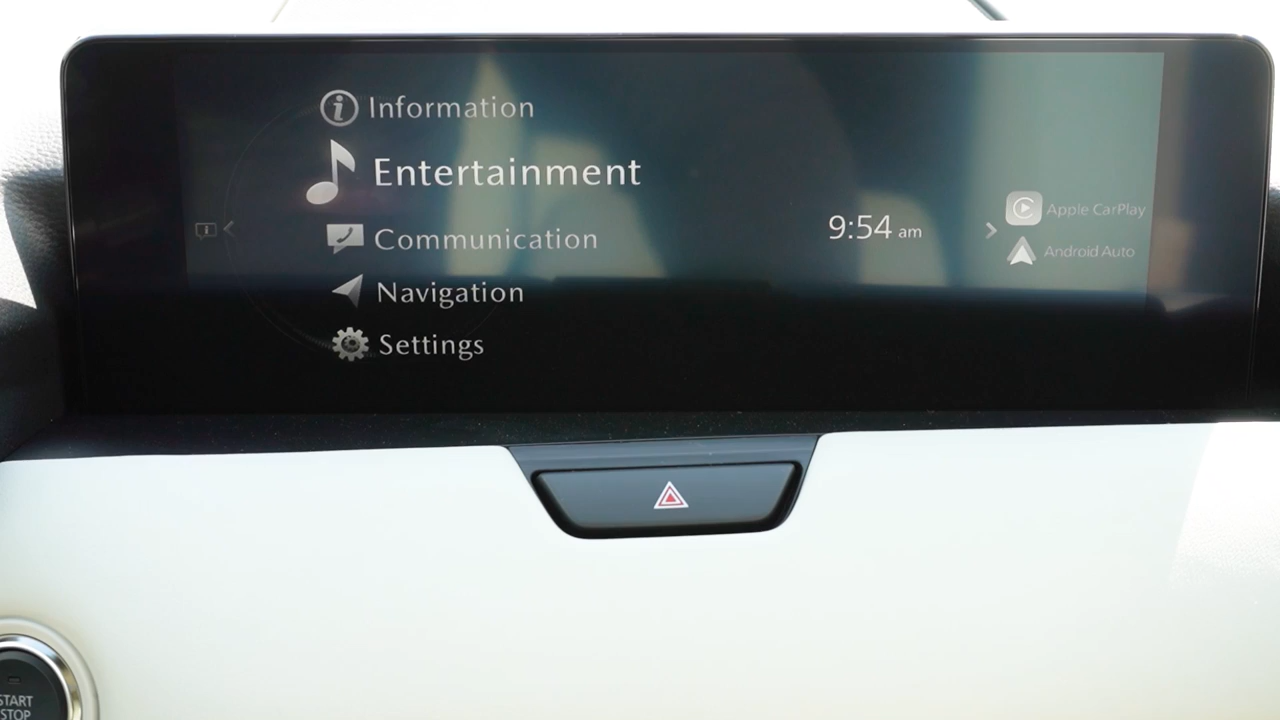 Information
Entertainment
Communication
Navigation
Settings
9:54 am
Apple CarPlay
Android Auto
START
STOP